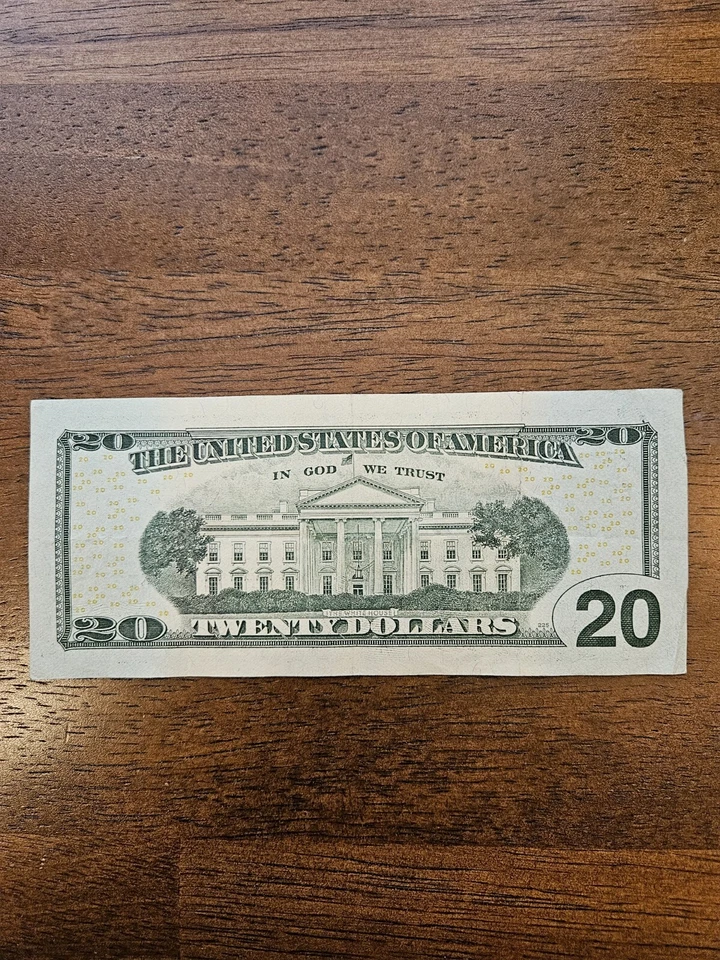 20 THE UNITED STATES OF AMERICA 20
IN GOD WE TRUST
THE WHITE HOUSE
20 TWENTY DOLLARS 20